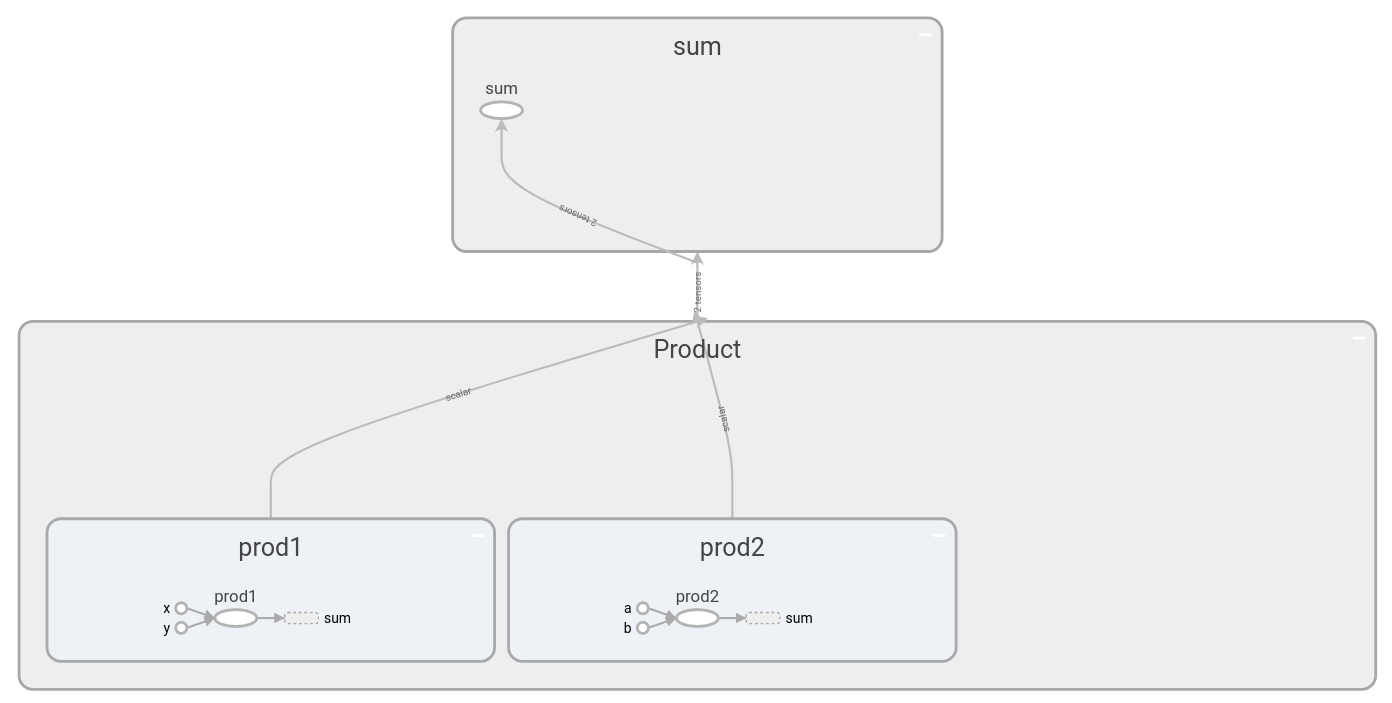 sum
sum
2 tensors
2 tensors
Product
scalar
scalar
prod1
prod1
x
y
sum
prod2
prod2
a
b
sum